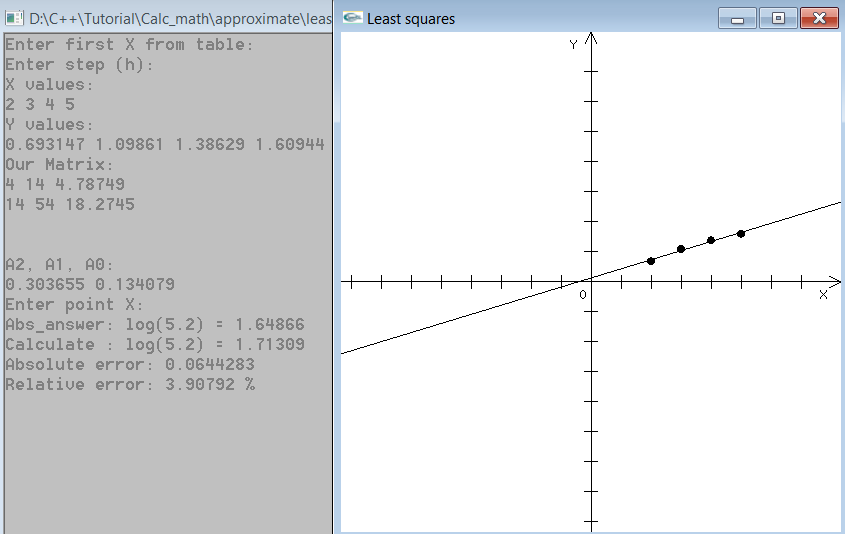 D:\C++\Tutorial\Calc_math\approximate\leas
Enter first X from table:
Enter step (h):
X values:
2 3 4 5
Y values:
0.693147 1.09861 1.38629 1.60944
Our Matrix:
4 14 4.78749
14 54 18.2745
A2, A1, A0:
0.303655 0.134079
Enter point X:
Abs_answer: log(5.2) = 1.64866
Calculate : log(5.2) = 1.71309
Absolute error: 0.0644283
Relative error: 3.90792 %
Least squares
Y
0
X